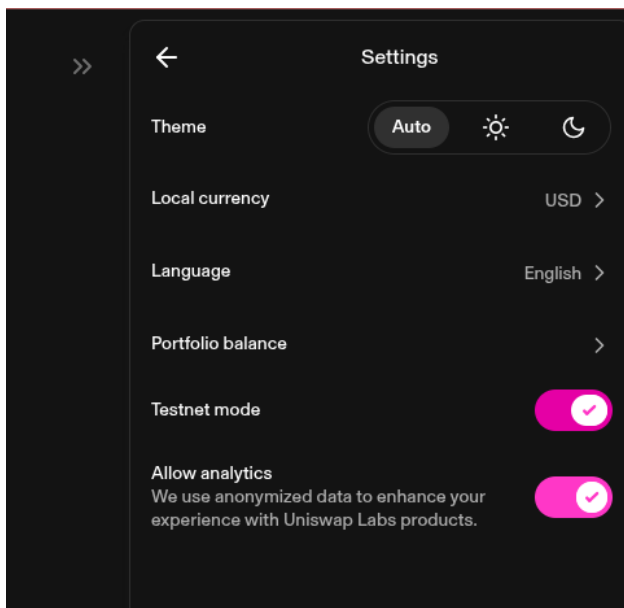 Settings
Theme
Auto
Local currency
USD
Language
English
Portfolio balance
Testnet mode
Allow analytics
We use anonymized data to enhance your
experience with Uniswap Labs products.